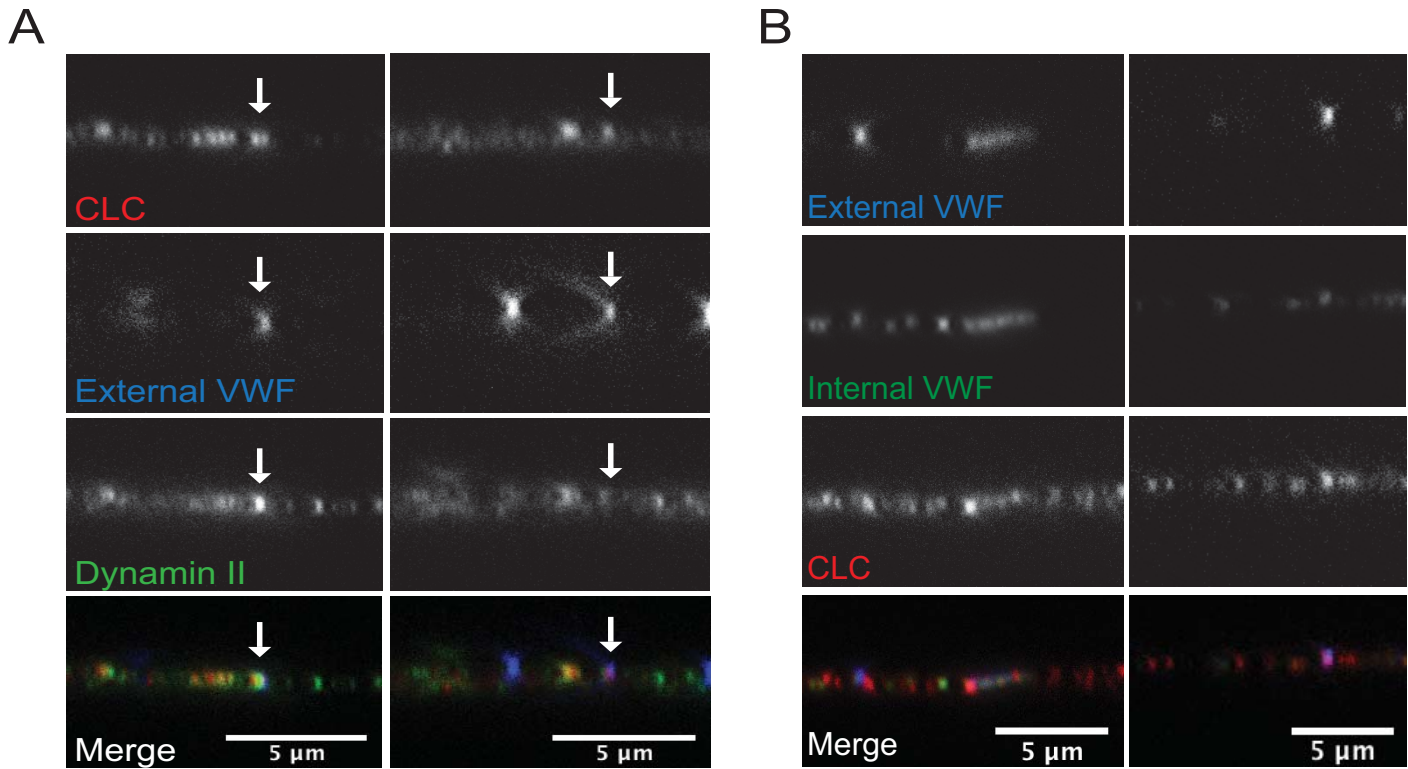 A
B
CLC
External VWF
Dynamin II
Merge
5 μm
5 μm
External VWF
Internal VWF
CLC
Merge
5 μm
5 μm